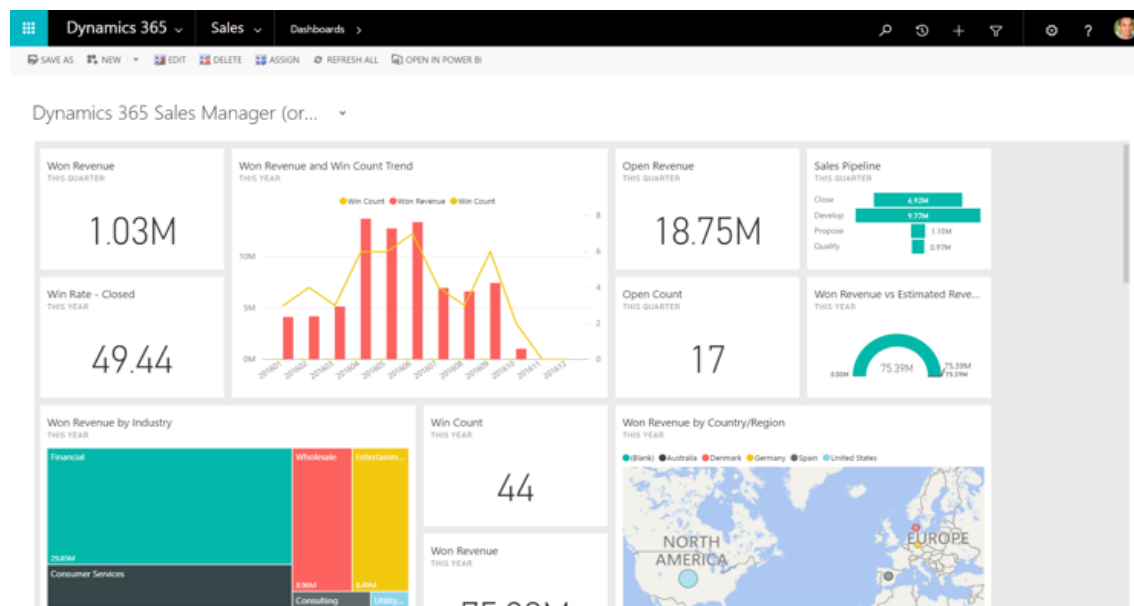 Dynamics 365
Sales
Dashboards >
SAVE AS
NEW
EDIT
DELETE
ASSIGN
REFRESH ALL
OPEN IN POWER BI
?
Dynamics 365 Sales Manager (or...
Won Revenue
THIS QUARTER
1.03M
Won Revenue and Win Count Trend
THIS YEAR
Win Count Won Revenue Win Count
10M
5M
0M
8
6
4
2
0
201601 201602 201603 201604 201605 201606 201607 201608 201609 201610 201611 201612
Open Revenue
THIS QUARTER
18.75M
Sales Pipeline
THIS QUARTER
Close 6.92M
Develop 9.77M
Propose 1.10M
Qualify 0.97M
Win Rate - Closed
THIS YEAR
49.44
Open Count
THIS QUARTER
17
Won Revenue vs Estimated Reve...
THIS YEAR
0.00M
75.39M
75.39M
75.39M
Won Revenue by Industry
THIS YEAR
Financial
29.85M
Wholesale
8.96M
Entertainm...
8.49M
Consumer Services
Consulting
Utility...
Win Count
THIS YEAR
44
Won Revenue
THIS YEAR
Won Revenue by Country/Region
THIS YEAR
(Blank) Australia Denmark Germany Spain United States
NORTH
AMERICA
EUROPE